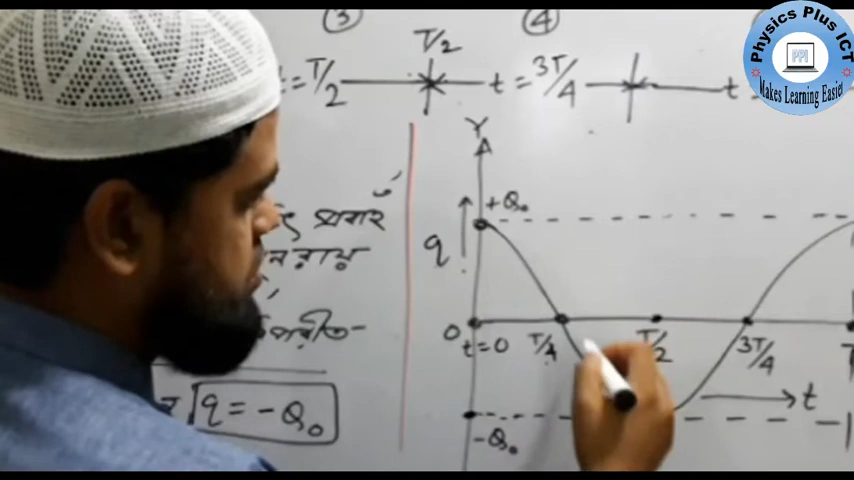 ③ ④
T/2
t = T/2 t = 3T/4 t
Physics Plus ICT
PPI
Makes Learning Easier
Y
+Q₀
q
প্রবাহ
O t=0 T/4 T/2 3T/4 T
t
-Q₀
q = -Q₀